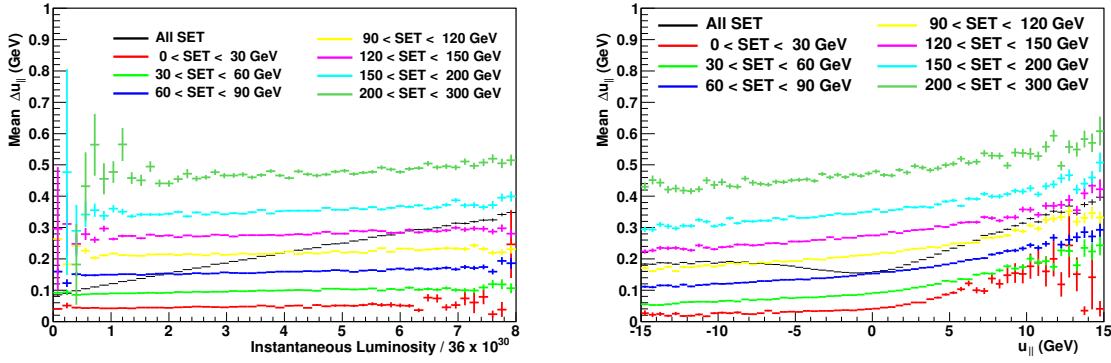 Mean Δu|| (GeV)
1
0.9
0.8
0.7
0.6
0.5
0.4
0.3
0.2
0.1
0
All SET
0 < SET < 30 GeV
30 < SET < 60 GeV
60 < SET < 90 GeV
90 < SET < 120 GeV
120 < SET < 150 GeV
150 < SET < 200 GeV
200 < SET < 300 GeV
0 1 2 3 4 5 6 7 8
Instantaneous Luminosity / 36 x 10^30
Mean Δu|| (GeV)
1
0.9
0.8
0.7
0.6
0.5
0.4
0.3
0.2
0.1
0
All SET
0 < SET < 30 GeV
30 < SET < 60 GeV
60 < SET < 90 GeV
90 < SET < 120 GeV
120 < SET < 150 GeV
150 < SET < 200 GeV
200 < SET < 300 GeV
-15 -10 -5 0 5 10 15
u|| (GeV)